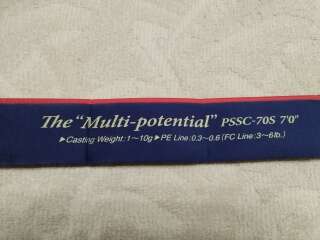 The "Multi-potential" PSSC-70S 7'0"
▶Casting Weight:1〜10g▶PE Line:0.3〜0.6(FC Line:3〜6lb.)